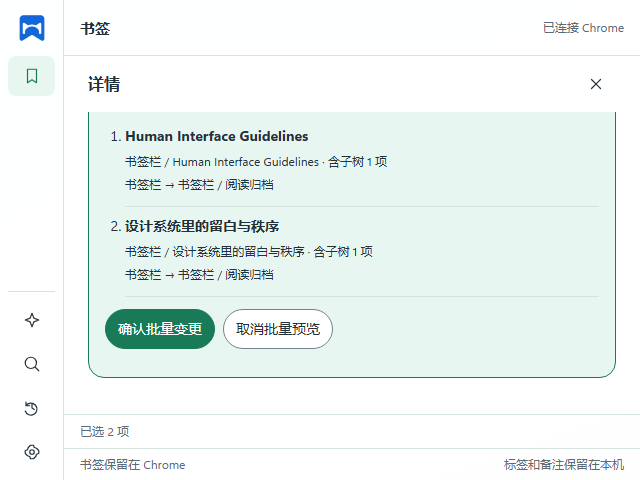 书签
已连接 Chrome
详情
1. Human Interface Guidelines
书签栏 / Human Interface Guidelines · 含子树 1 项
书签栏 → 书签栏 / 阅读归档
2. 设计系统里的留白与秩序
书签栏 / 设计系统里的留白与秩序 · 含子树 1 项
书签栏 → 书签栏 / 阅读归档
确认批量变更
取消批量预览
已选 2 项
书签保留在 Chrome
标签和备注保留在本机